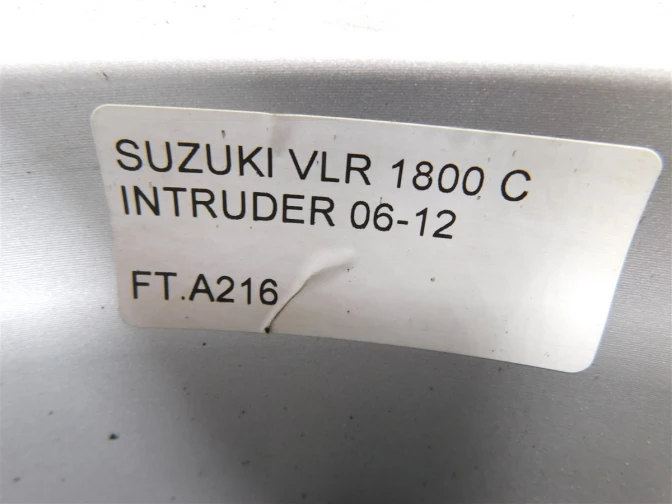 SUZUKI VLR 1800 C
INTRUDER 06-12
FT.A216